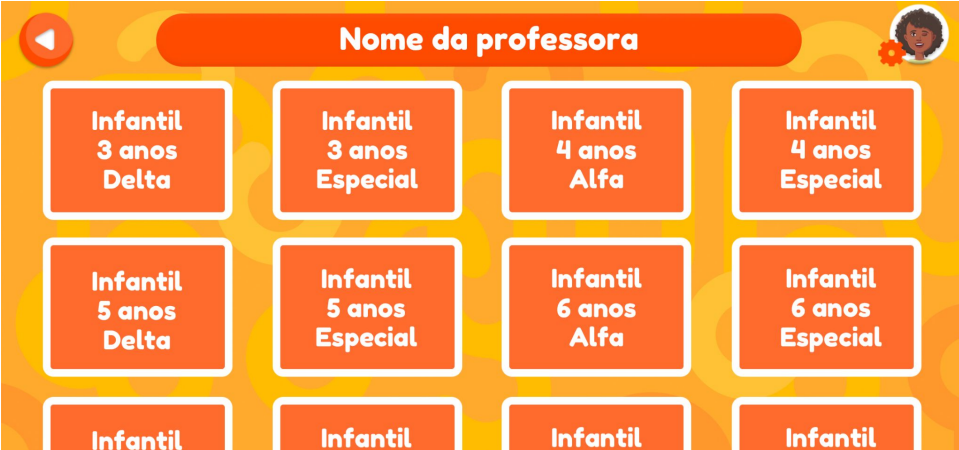 Nome da professora
Infantil
3 anos
Delta
Infantil
3 anos
Especial
Infantil
4 anos
Alfa
Infantil
4 anos
Especial
Infantil
5 anos
Delta
Infantil
5 anos
Especial
Infantil
6 anos
Alfa
Infantil
6 anos
Especial
Infantil
Infantil
Infantil
Infantil